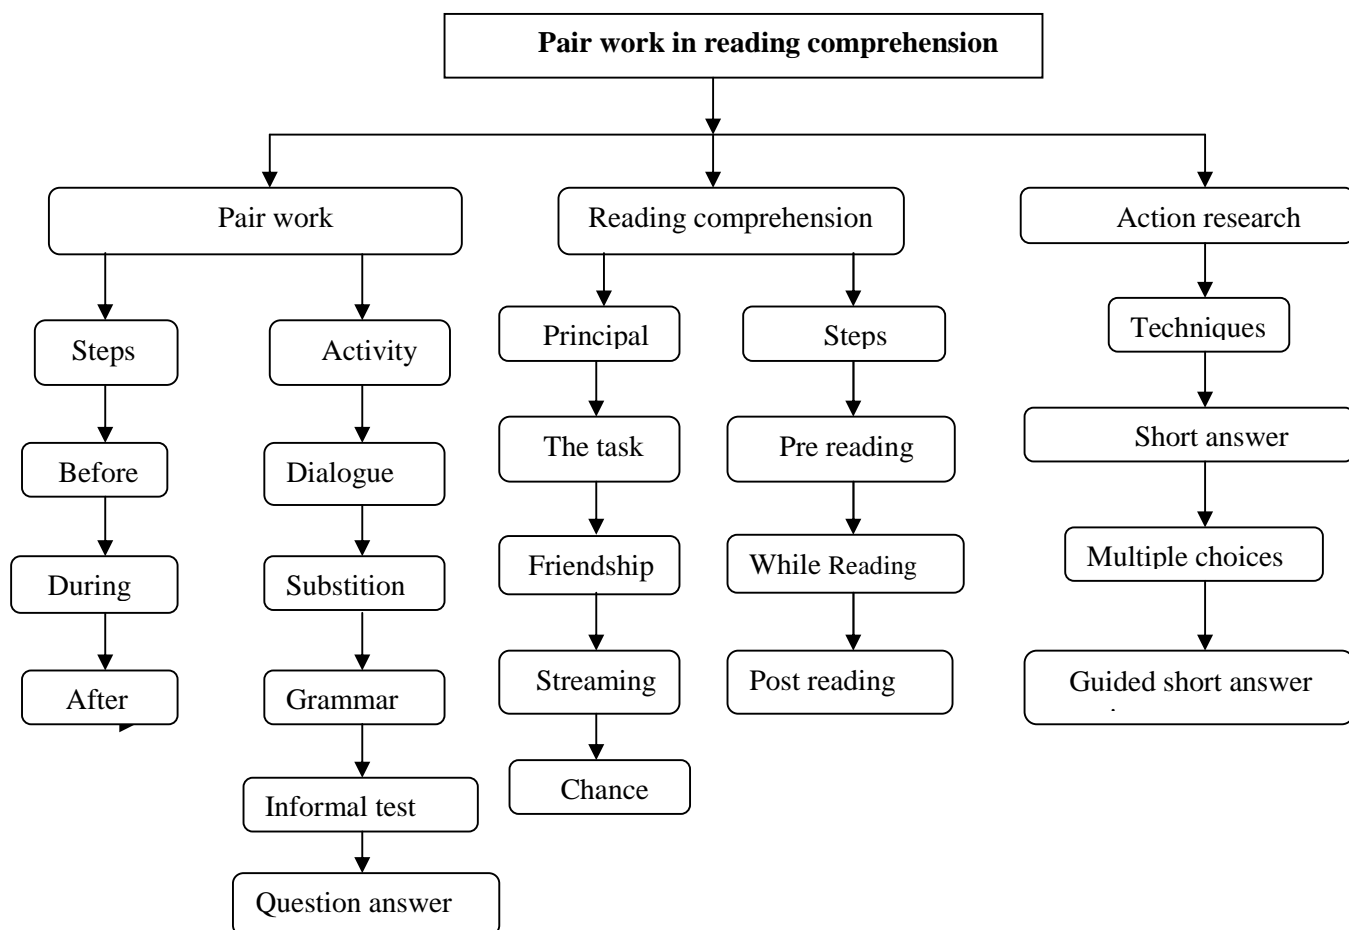 Pair work in reading comprehension
Pair work
Reading comprehension
Action research
Steps
Activity
Principal
Steps
Techniques
Before
Dialogue
The task
Pre reading
Short answer
During
Substition
Friendship
While Reading
Multiple choices
After
Grammar
Streaming
Post reading
Guided short answer
Informal test
Chance
Question answer